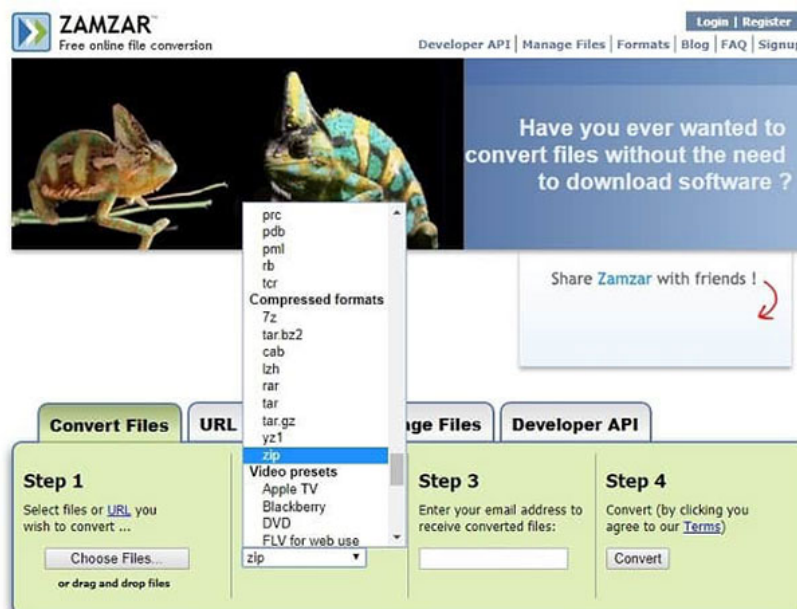 ZAMZAR™
Free online file conversion
Login | Register
Developer API | Manage Files | Formats | Blog | FAQ |
Have you ever wanted to
convert files without the need
to download software ?
Share Zamzar with friends !
prc
pdb
pml
rb
tcr
Compressed formats
7z
tar.bz2
cab
lzh
rar
tar
tar.gz
yz1
zip
Video presets
Apple TV
Blackberry
DVD
FLV for web use
zip
Convert Files
URL
Files
Developer API
Step 1
Select files or URL you
wish to convert ...
Choose Files...
or drag and drop files
Step 3
Enter your email address to
receive converted files:
Step 4
Convert (by clicking you
agree to our Terms)
Convert